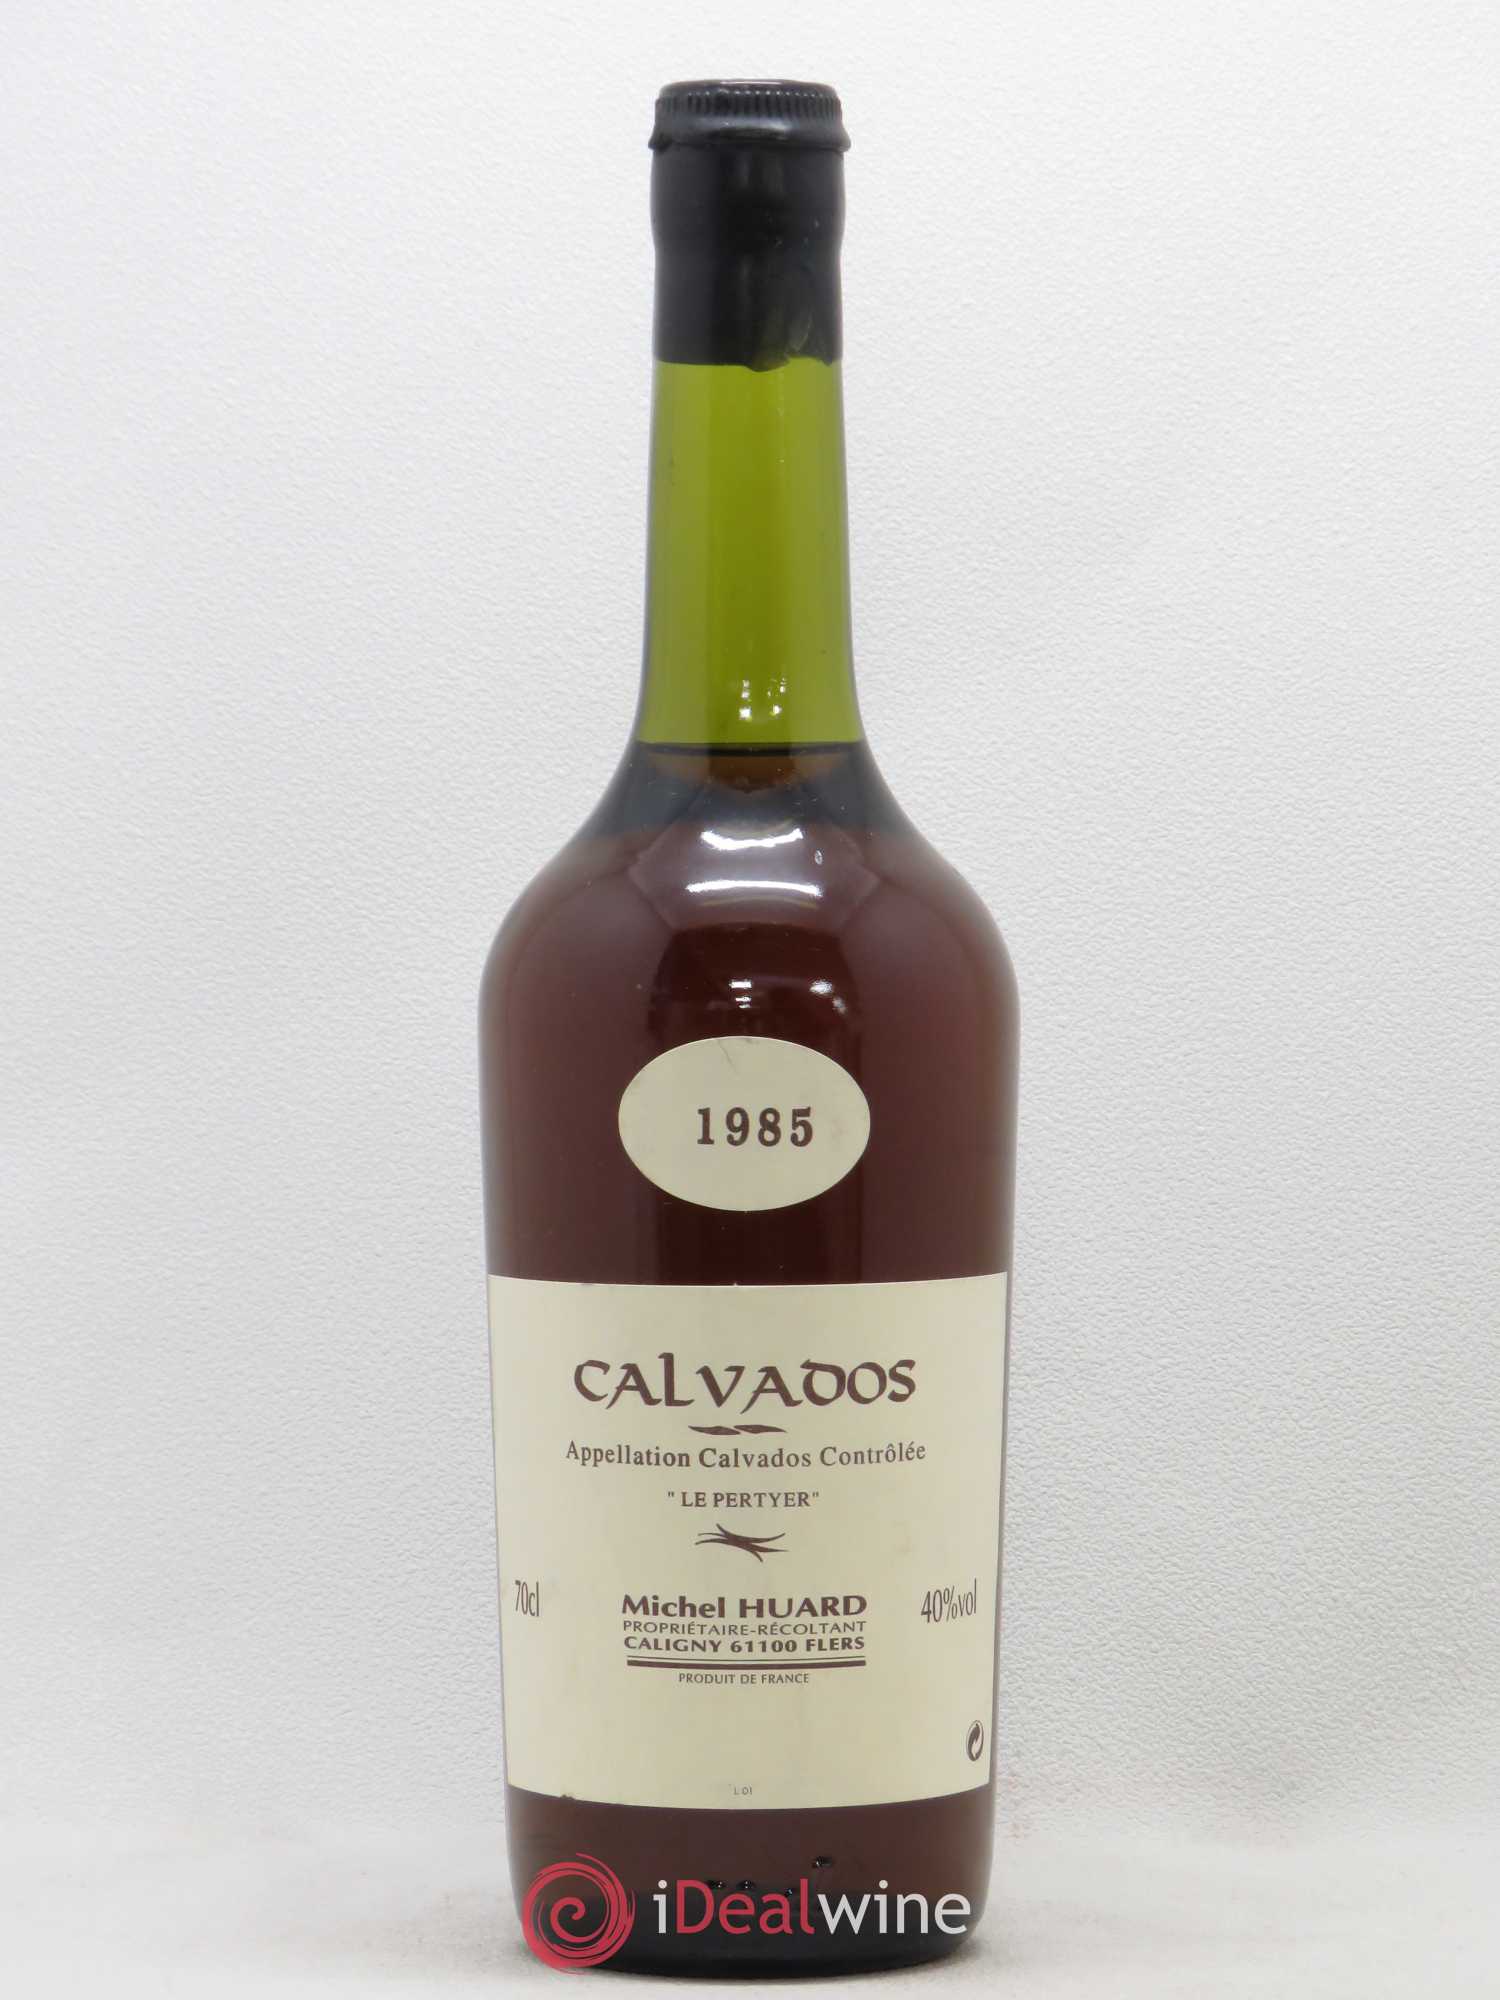 1985
CALVADOS
Appellation Calvados Contrôlée
"LE PERTYER"
70cl
40%vol
Michel HUARD
PROPRIÉTAIRE-RÉCOLTANT
CALIGNY 61100 FLERS
PRODUIT DE FRANCE
L 01
iDealwine